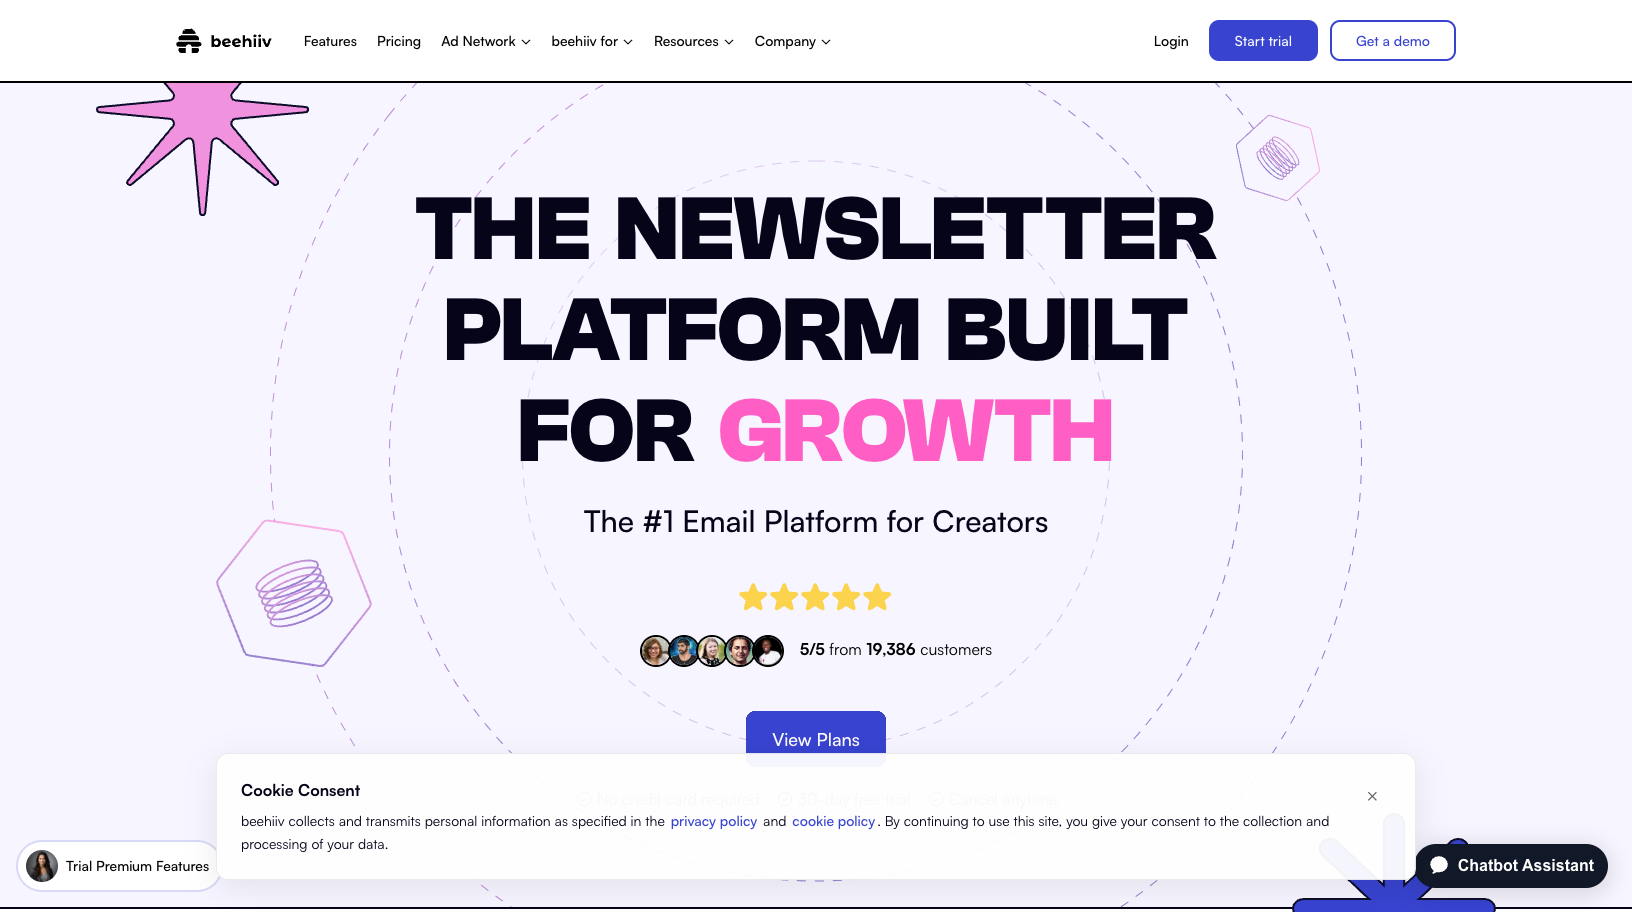 beehiiv
Features
Pricing
Ad Network
beehiiv for
Resources
Company
Login
Start trial
Get a demo
THE NEWSLETTER
PLATFORM BUILT
FOR GROWTH
The #1 Email Platform for Creators
5/5 from 19,386 customers
View Plans
No credit card required
30-day free trial
Cancel anytime
Cookie Consent
beehiiv collects and transmits personal information as specified in the privacy policy and cookie policy. By continuing to use this site, you give your consent to the collection and
processing of your data.
Trial Premium Features
Chatbot Assistant